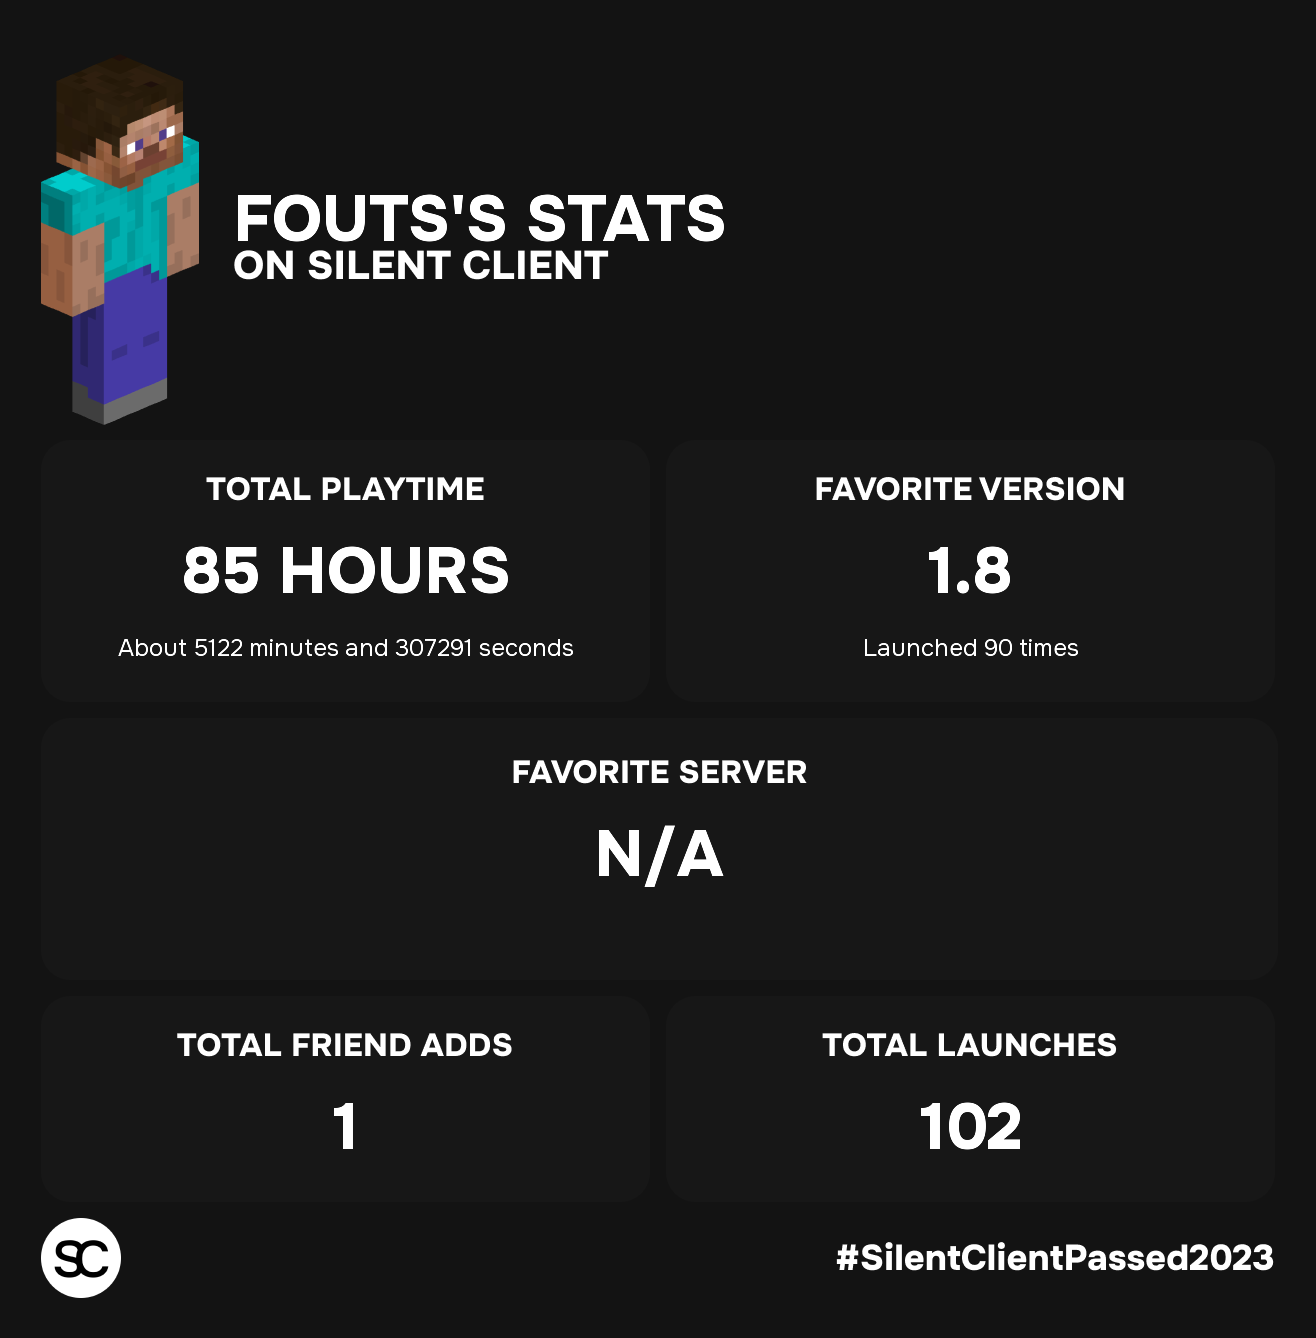 FOUTS'S STATS
ON SILENT CLIENT
TOTAL PLAYTIME
85 HOURS
About 5122 minutes and 307291 seconds
FAVORITE VERSION
1.8
Launched 90 times
FAVORITE SERVER
N/A
TOTAL FRIEND ADDS
1
TOTAL LAUNCHES
102
SC
#SilentClientPassed2023